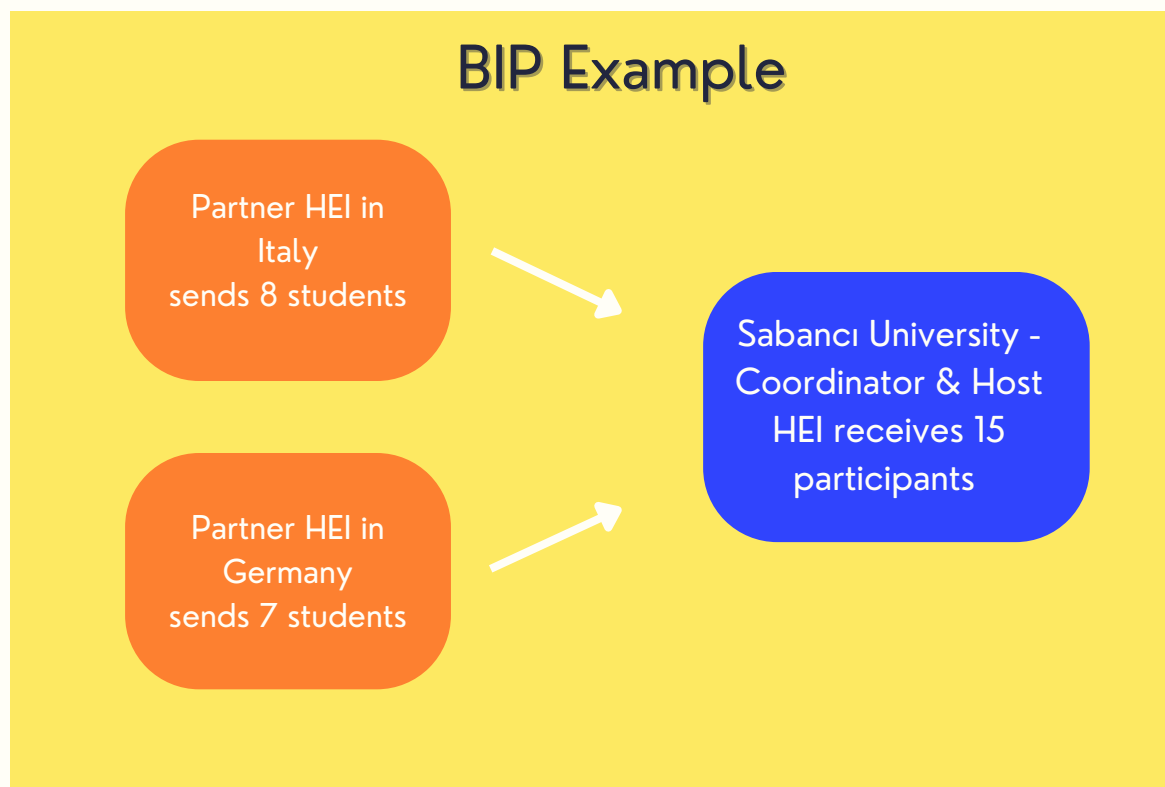 BIP Example
Partner HEI in
Italy
sends 8 students
Partner HEI in
Germany
sends 7 students
Sabancı University -
Coordinator & Host
HEI receives 15
participants